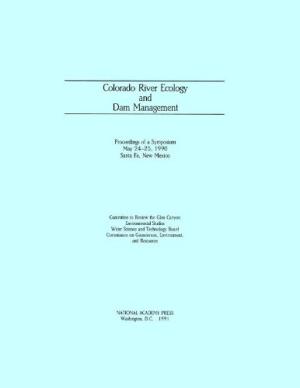 Colorado River Ecology
and
Dam Management
Proceedings of a Symposium
May 24-25, 1990
Santa Fe, New Mexico
Committee to Review the Glen Canyon
Environmental Studies
Water Science and Technology Board
Commission on Geosciences, Environment,
and Resources
NATIONAL ACADEMY PRESS
Washington, D.C. 1991